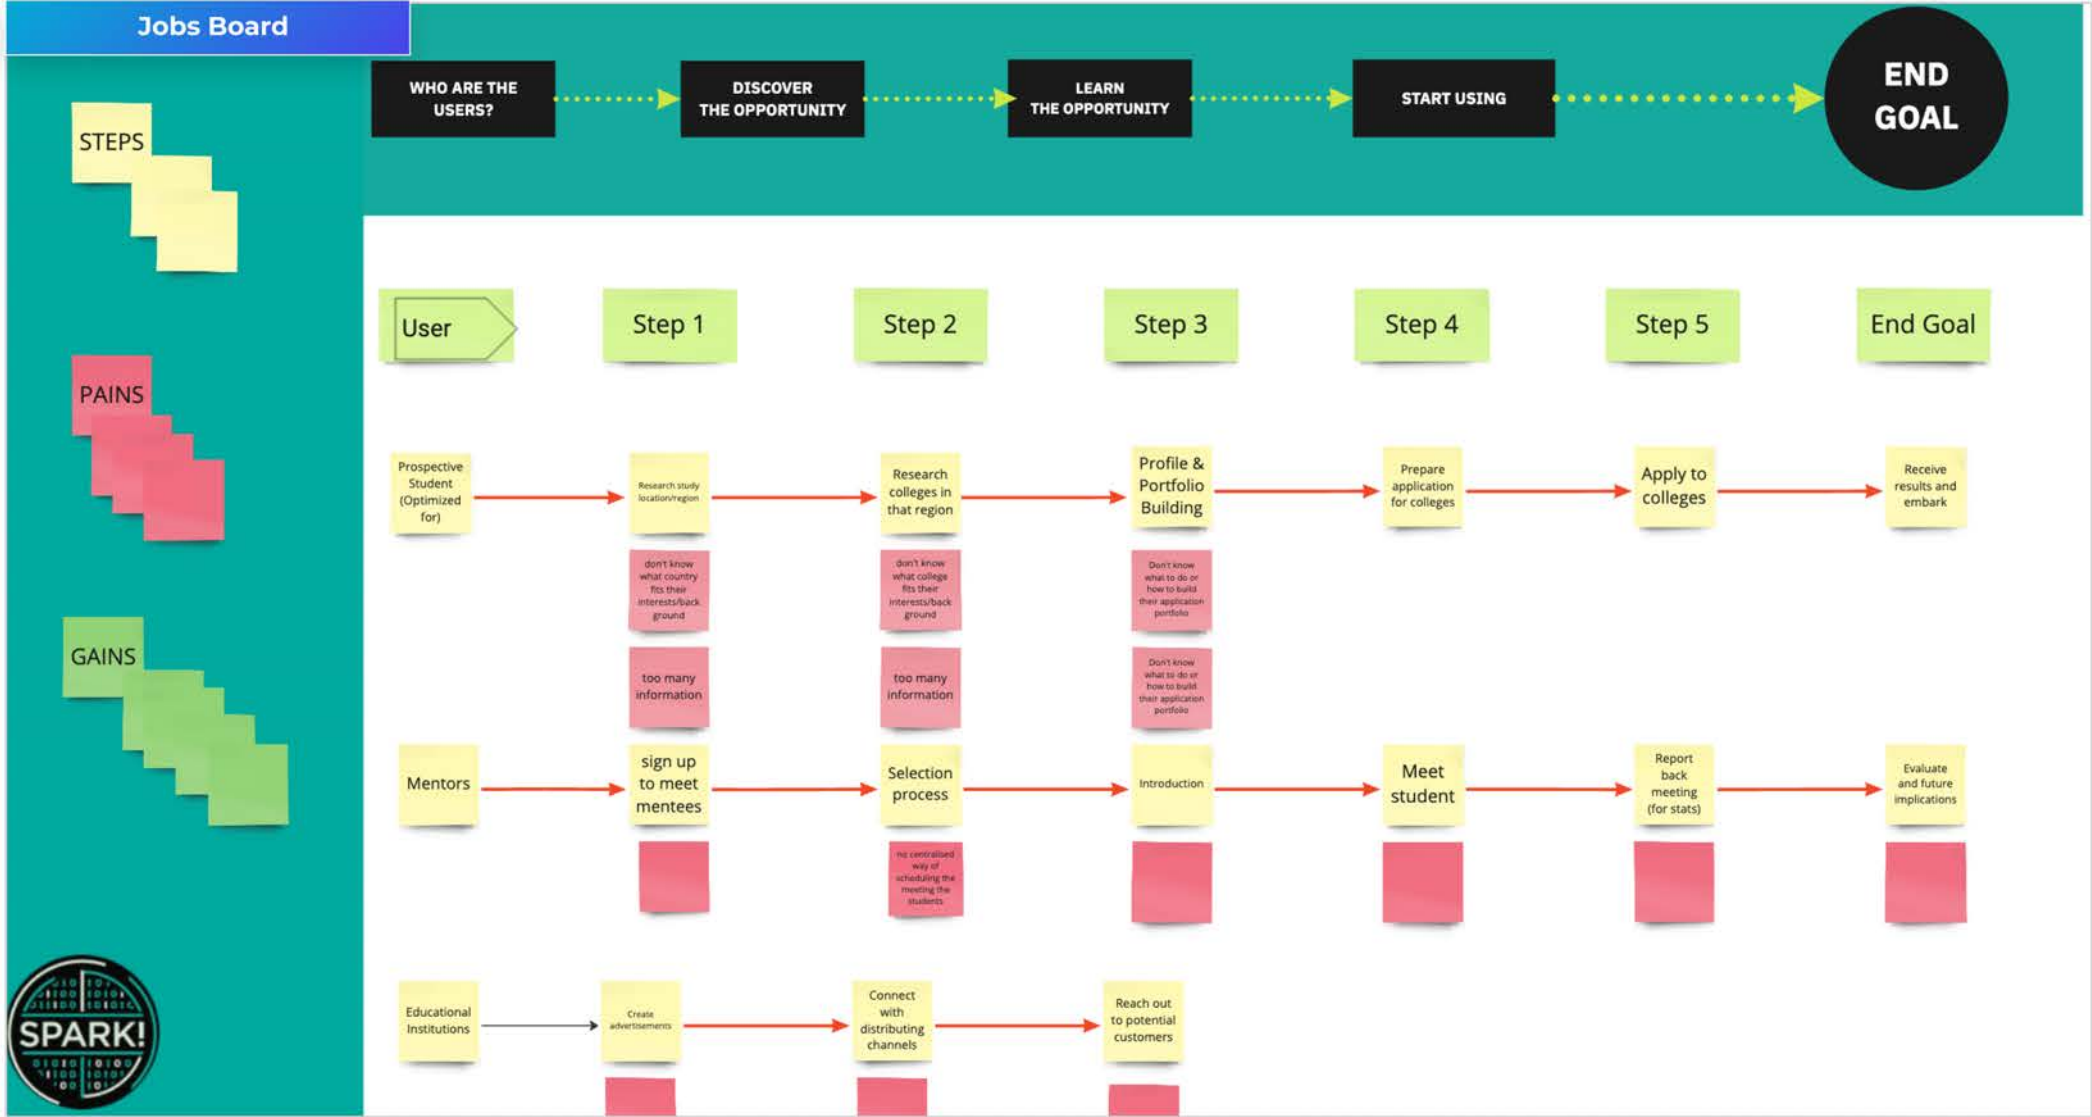 Jobs Board
WHO ARE THE
USERS?
DISCOVER
THE OPPORTUNITY
LEARN
THE OPPORTUNITY
START USING
END
GOAL
STEPS
PAINS
GAINS
User
Step 1
Step 2
Step 3
Step 4
Step 5
End Goal
Prospective
Student
(Optimized
for)
Research study
location/region
Research
colleges in
that region
Profile &
Portfolio
Building
Prepare
application
for colleges
Apply to
colleges
Receive
results and
embark
don't know
what country
fits their
interests/back
ground
don't know
what college
fits their
interests/back
ground
Don't know
what to do or
how to build
their application
portfolio
too many
information
too many
information
Don't know
what to do or
how to build
their application
portfolio
Mentors
sign up
to meet
mentees
Selection
process
Introduction
Meet
student
Report
back
meeting
(for stats)
Evaluate
and future
implications
no centralised
way of
scheduling the
meeting the
students
Educational
Institutions
Create
advertisements
Connect
with
distributing
channels
Reach out
to potential
customers
SPARK!